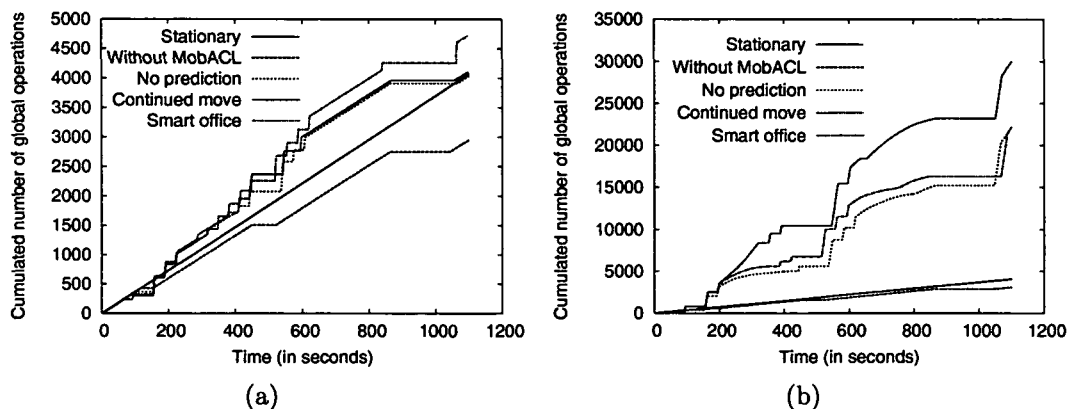 Cumulated number of global operations
5000
4500
4000
3500
3000
2500
2000
1500
1000
500
0
Stationary
Without MobACL
No prediction
Continued move
Smart office
0 200 400 600 800 1000 1200
Time (in seconds)
(a)
Cumulated number of global operations
35000
30000
25000
20000
15000
10000
5000
0
Stationary
Without MobACL
No prediction
Continued move
Smart office
0 200 400 600 800 1000 1200
Time (in seconds)
(b)